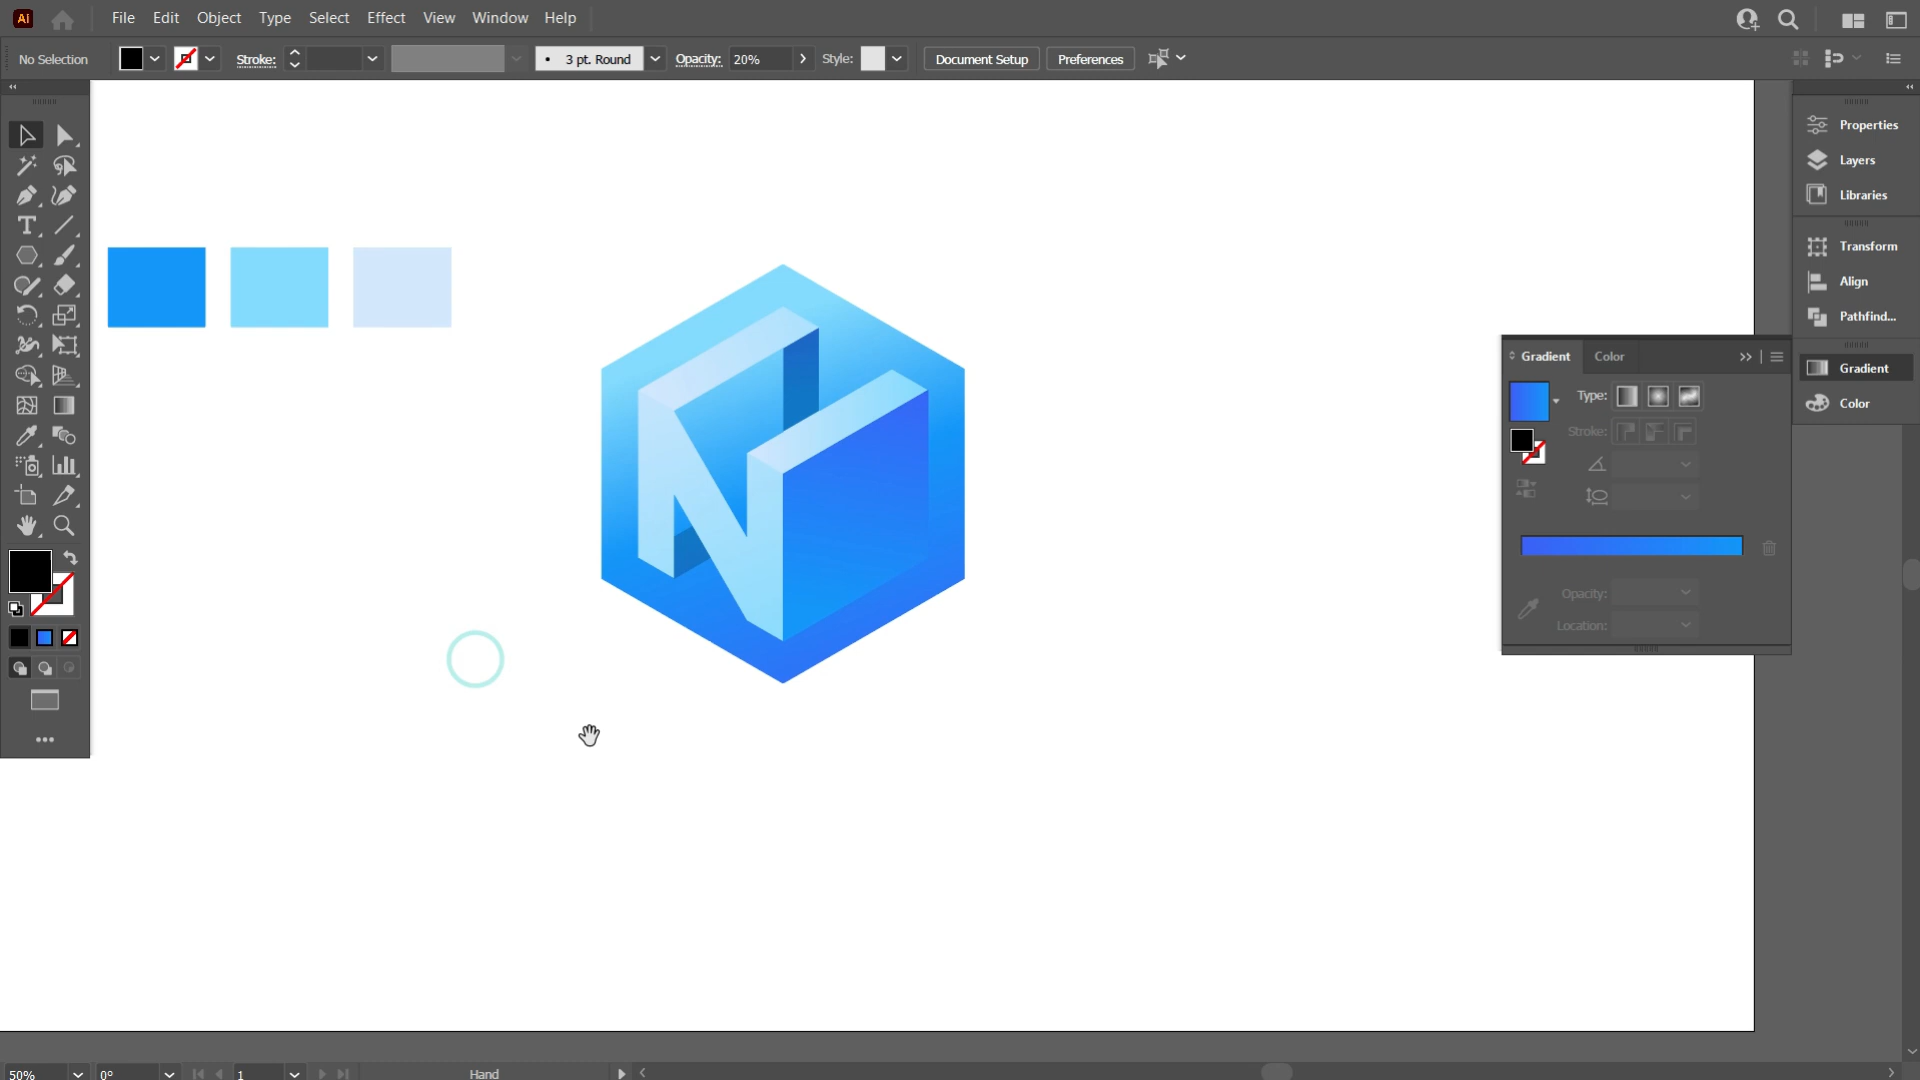 Ai File Edit Object Type Select Effect View Window Help
No Selection Stroke: 3 pt. Round Opacity: 20% Style: Document Setup Preferences
Properties
Layers
Libraries
Transform
Align
Pathfind...
Gradient
Color
Gradient Color
Type:
Stroke:
Opacity:
Location:
N
50% 0° 1 Hand